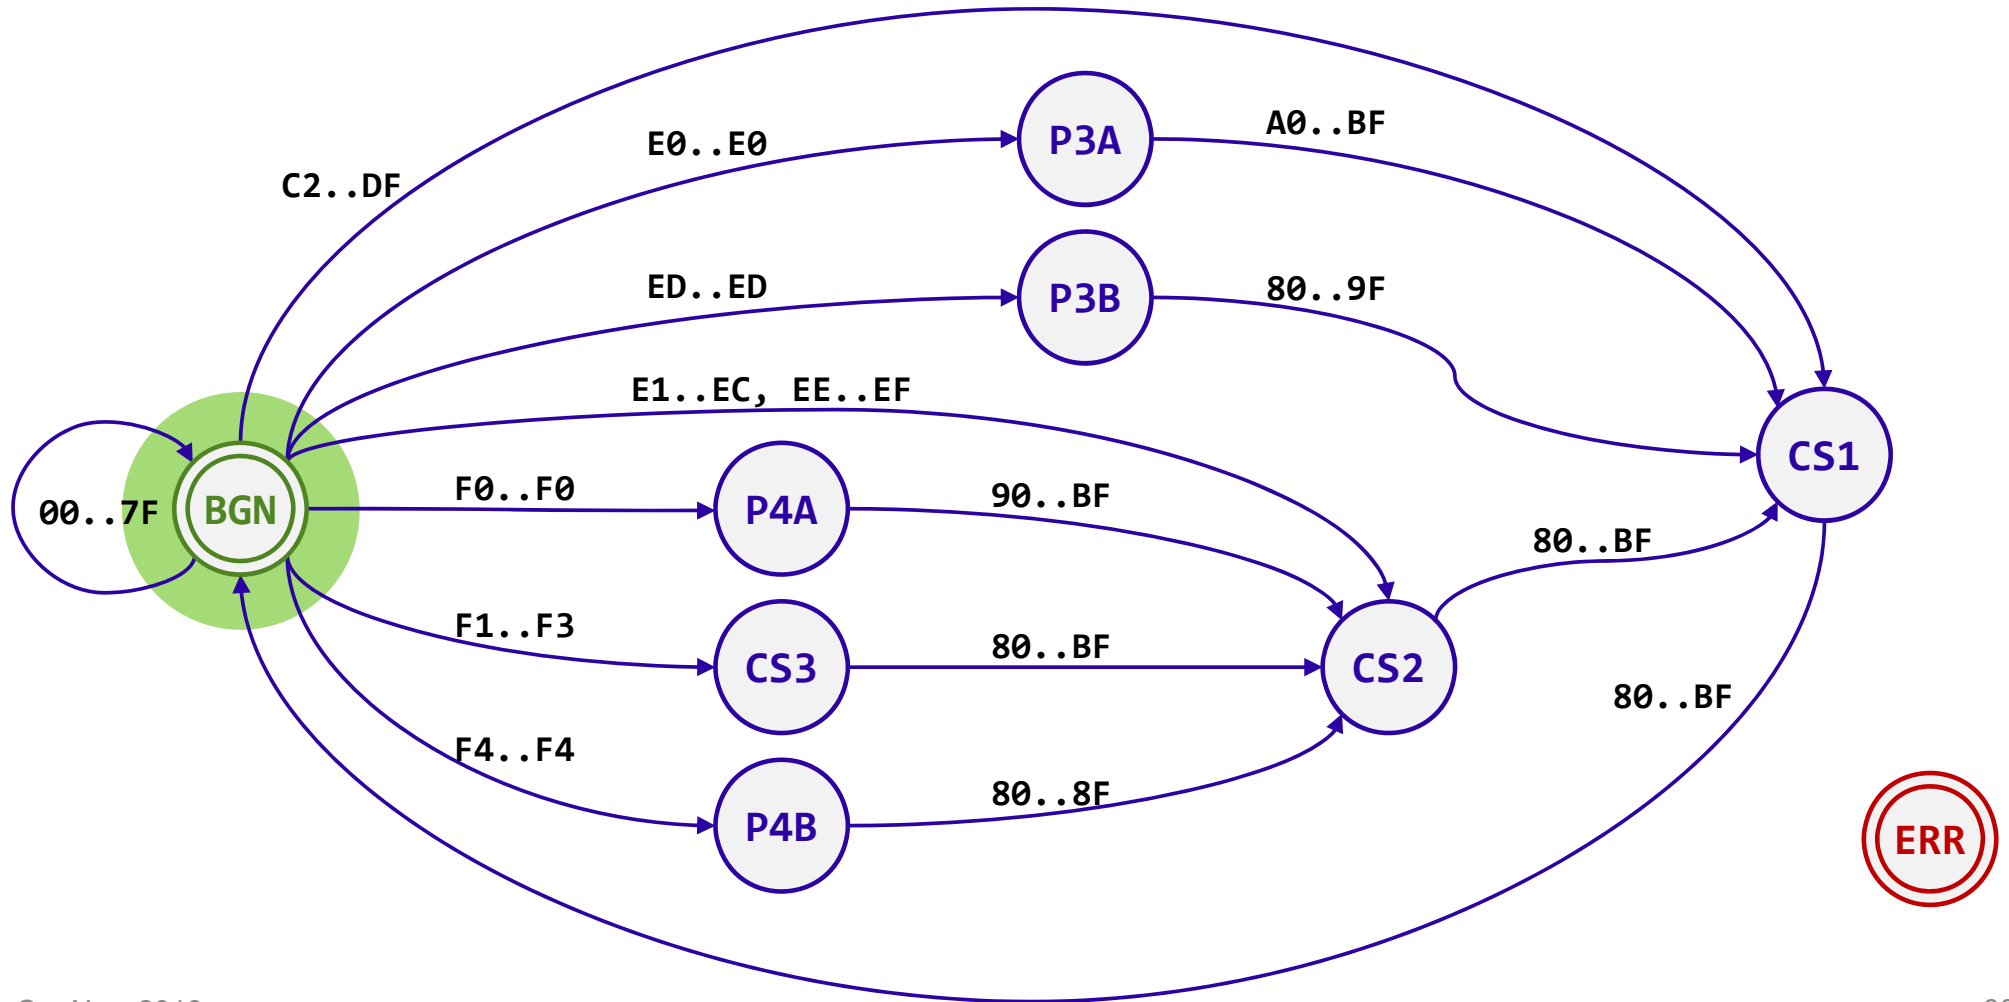 P3A
A0..BF
E0..E0
C2..DF
ED..ED
P3B
80..9F
E1..EC, EE..EF
CS1
F0..F0
90..BF
00..7F
BGN
P4A
80..BF
F1..F3
80..BF
CS3
CS2
80..BF
F4..F4
80..8F
P4B
ERR